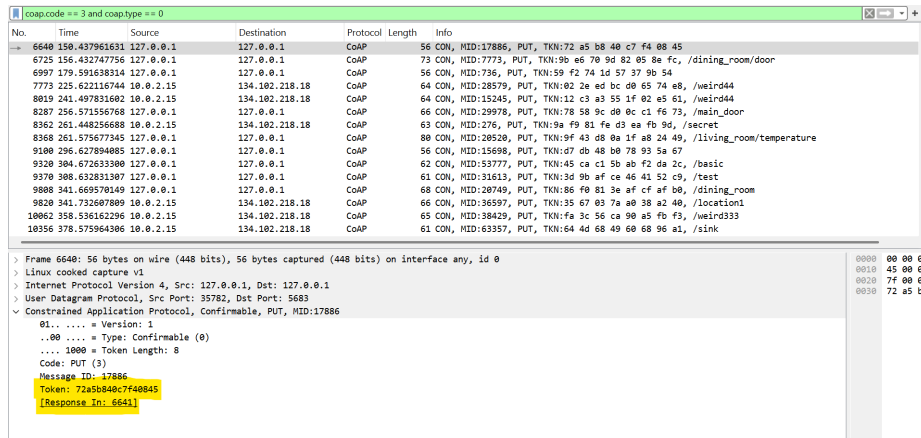 coap.code == 3 and coap.type == 0
No. Time Source Destination Protocol Length Info
6640 150.437961631 127.0.0.1 127.0.0.1 CoAP 56 CON, MID:17886, PUT, TKN:72 a5 b8 40 c7 f4 08 45
6725 156.432747756 127.0.0.1 127.0.0.1 CoAP 73 CON, MID:7773, PUT, TKN:9b e6 70 9d 82 05 8e fc, /dining_room/door
6997 179.591638314 127.0.0.1 127.0.0.1 CoAP 56 CON, MID:736, PUT, TKN:59 f2 74 1d 57 37 9b 54
7773 225.622116744 10.0.2.15 134.102.218.18 CoAP 64 CON, MID:28579, PUT, TKN:02 2e ed bc d0 65 74 e8, /weird44
8019 241.497831602 10.0.2.15 134.102.218.18 CoAP 64 CON, MID:15245, PUT, TKN:12 c3 a3 55 1f 02 e5 61, /weird44
8287 256.571556768 127.0.0.1 127.0.0.1 CoAP 66 CON, MID:29978, PUT, TKN:78 58 9c d0 0c c1 f6 73, /main_door
8362 261.448256688 10.0.2.15 134.102.218.18 CoAP 63 CON, MID:276, PUT, TKN:9a f9 81 fe d3 ea fb 9d, /secret
8368 261.575677345 127.0.0.1 127.0.0.1 CoAP 80 CON, MID:20520, PUT, TKN:9f 43 d8 0a 1f a8 24 49, /living_room/temperature
9100 296.627894085 127.0.0.1 127.0.0.1 CoAP 56 CON, MID:15698, PUT, TKN:d7 db 48 b0 78 93 5a 67
9320 304.672633300 127.0.0.1 127.0.0.1 CoAP 62 CON, MID:53777, PUT, TKN:45 ca c1 5b ab f2 da 2c, /basic
9370 308.632831307 127.0.0.1 127.0.0.1 CoAP 61 CON, MID:31613, PUT, TKN:3d 9b af ce 46 41 52 c9, /test
9808 341.669570149 127.0.0.1 127.0.0.1 CoAP 68 CON, MID:20749, PUT, TKN:86 f0 81 3e af cf af b0, /dining_room
9820 341.732607809 10.0.2.15 134.102.218.18 CoAP 66 CON, MID:36597, PUT, TKN:35 67 03 7a a0 38 a2 40, /location1
10062 358.536162296 10.0.2.15 134.102.218.18 CoAP 65 CON, MID:38429, PUT, TKN:fa 3c 56 ca 90 a5 fb f3, /weird333
10356 378.575964306 10.0.2.15 134.102.218.18 CoAP 61 CON, MID:63357, PUT, TKN:64 4d 68 49 60 68 96 a1, /sink
Frame 6640: 56 bytes on wire (448 bits), 56 bytes captured (448 bits) on interface any, id 0
Linux cooked capture v1
Internet Protocol Version 4, Src: 127.0.0.1, Dst: 127.0.0.1
User Datagram Protocol, Src Port: 35782, Dst Port: 5683
Constrained Application Protocol, Confirmable, PUT, MID:17886
01.. .... = Version: 1
..00 .... = Type: Confirmable (0)
.... 1000 = Token Length: 8
Code: PUT (3)
Message ID: 17886
Token: 72a5b840c7f40845
[Response In: 6641]
0000 00 00 0
0010 45 00 0
0020 7f 00 0
0030 72 a5 b